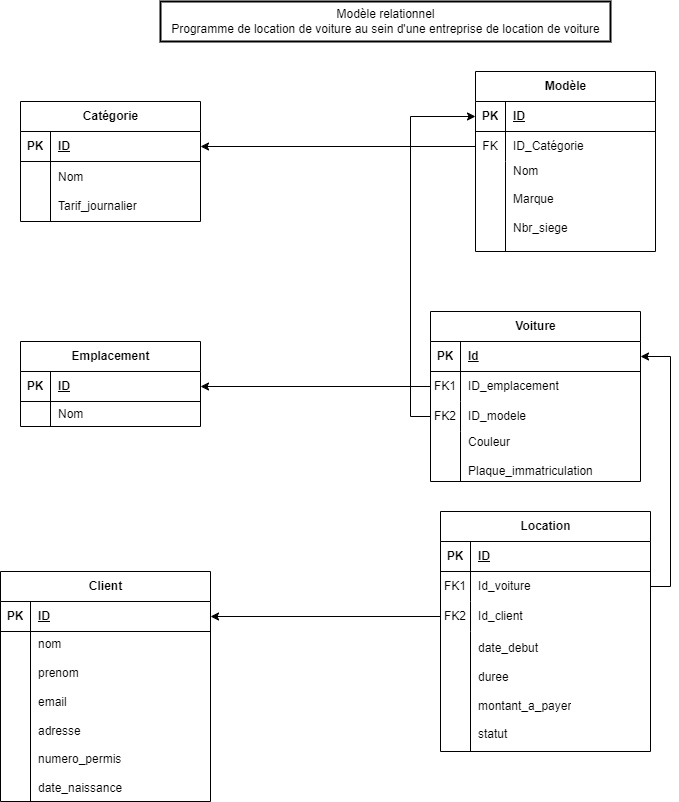 Modèle relationnel
Programme de location de voiture au sein d'une entreprise de location de voiture
Modèle
PK ID
FK ID_Catégorie
Nom
Marque
Nbr_siege
Catégorie
PK ID
Nom
Tarif_journalier
Voiture
PK Id
FK1 ID_emplacement
FK2 ID_modele
Couleur
Plaque_immatriculation
Emplacement
PK ID
Nom
Location
PK ID
FK1 Id_voiture
FK2 Id_client
date_debut
duree
montant_a_payer
statut
Client
PK ID
nom
prenom
email
adresse
numero_permis
date_naissance